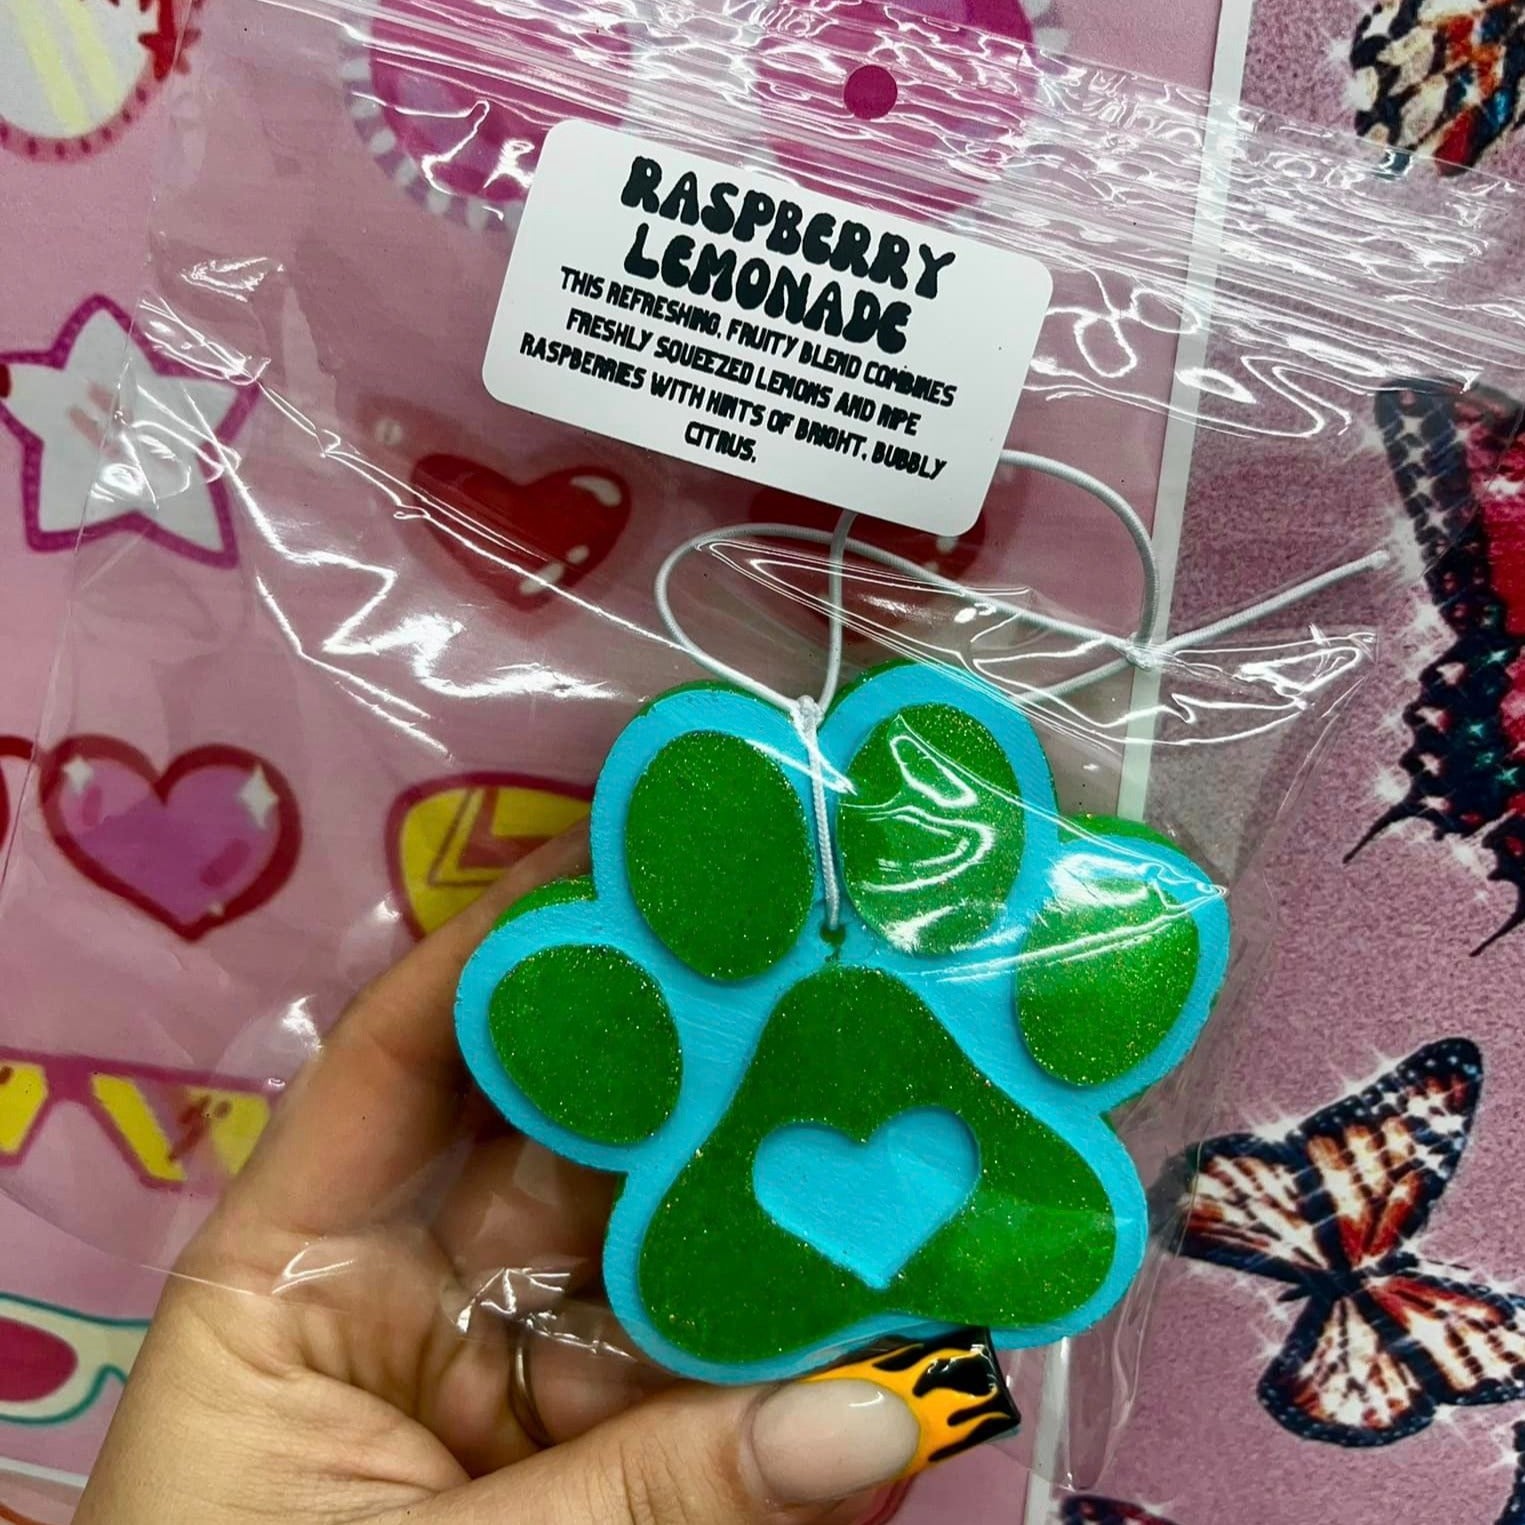 RASPBERRY
LEMONADE
THIS REFRESHING, FRUITY BLEND COMBINES
FRESHLY SQUEEZED LEMONS AND RIPE
RASPBERRIES WITH HINTS OF BRIGHT, BUBBLY
CITRUS.